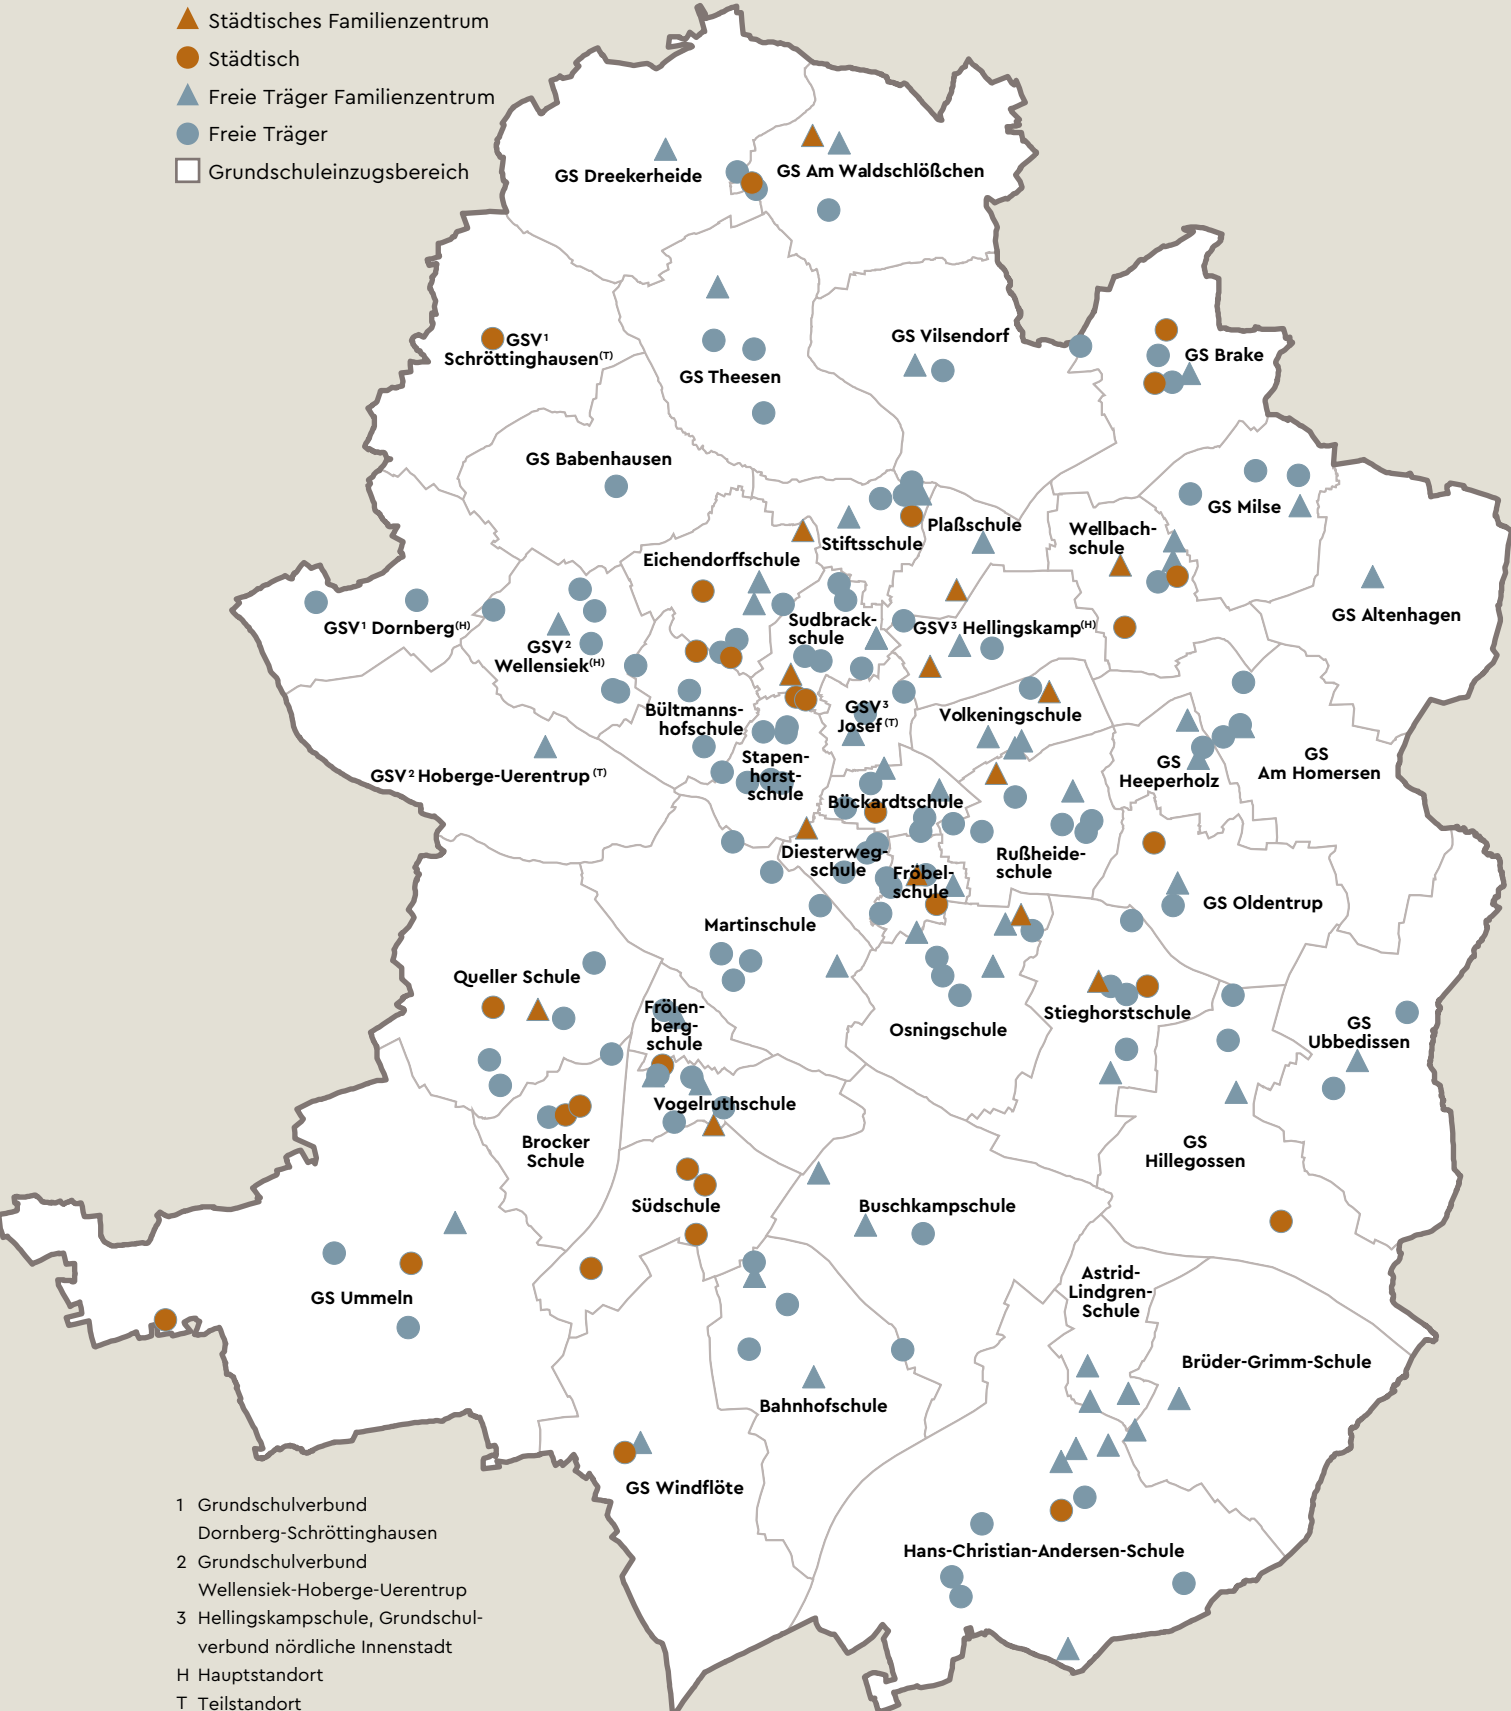 Städtisches Familienzentrum
Städtisch
Freie Träger Familienzentrum
Freie Träger
Grundschuleinzugsbereich
GS Dreekerheide
GS Am Waldschlößchen
GSV¹
Schröttinghausen(T)
GS Theesen
GS Vilsendorf
GS Brake
GS Babenhausen
GS Milse
Plaßschule
Wellbach-
schule
Stiftsschule
Eichendorffschule
GS Altenhagen
GSV¹ Dornberg(H)
Sudbrack-
schule
GSV³ Hellingskamp(H)
GSV²
Wellensiek(H)
Bültmanns-
hofschule
GSV³
Josef(T)
Volkeningschule
GSV² Hoberge-Uerentrup (T)
Stapen-
horst-
schule
GS
Heeperholz
GS
Am Homersen
Bückardtschule
Diesterweg-
schule
Rußheide-
schule
Fröbel-
schule
GS Oldentrup
Martinschule
Queller Schule
Frölen-
berg-
schule
Osningschule
Stieghorstschule
GS
Ubbedissen
Vogelruthschule
Brocker
Schule
GS
Hillegossen
Südschule
Buschkampschule
Astrid-
Lindgren-
Schule
GS Ummeln
Brüder-Grimm-Schule
Bahnhofschule
GS Windflöte
Hans-Christian-Andersen-Schule
1 Grundschulverbund
Dornberg-Schröttinghausen
2 Grundschulverbund
Wellensiek-Hoberge-Uerentrup
3 Hellingskampschule, Grundschul-
verbund nördliche Innenstadt
H Hauptstandort
T Teilstandort